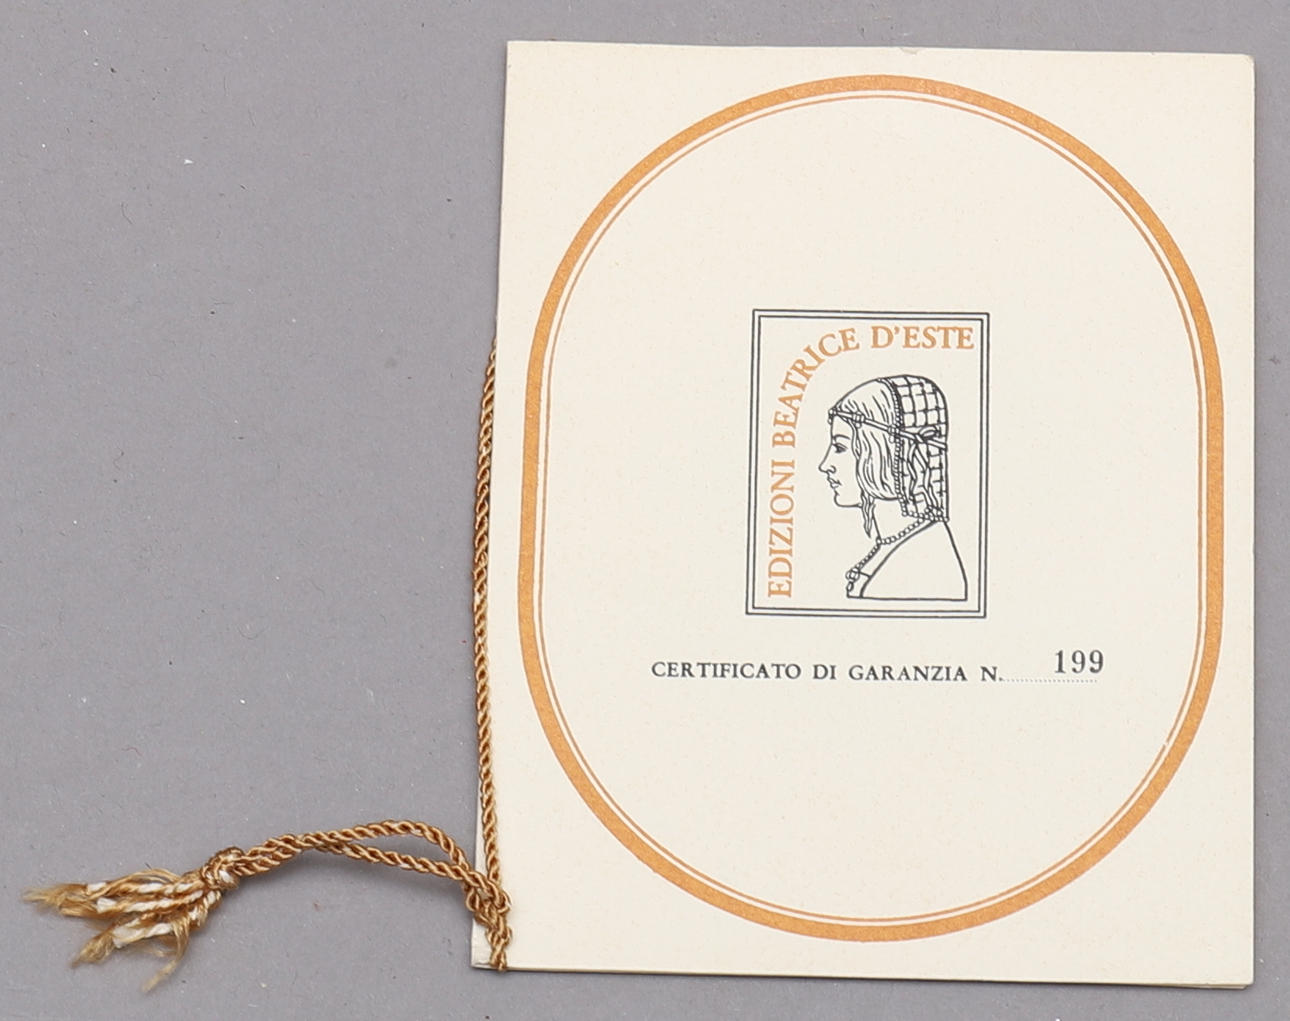 EDIZIONI BEATRICE D'ESTE
CERTIFICATO DI GARANZIA N. 199